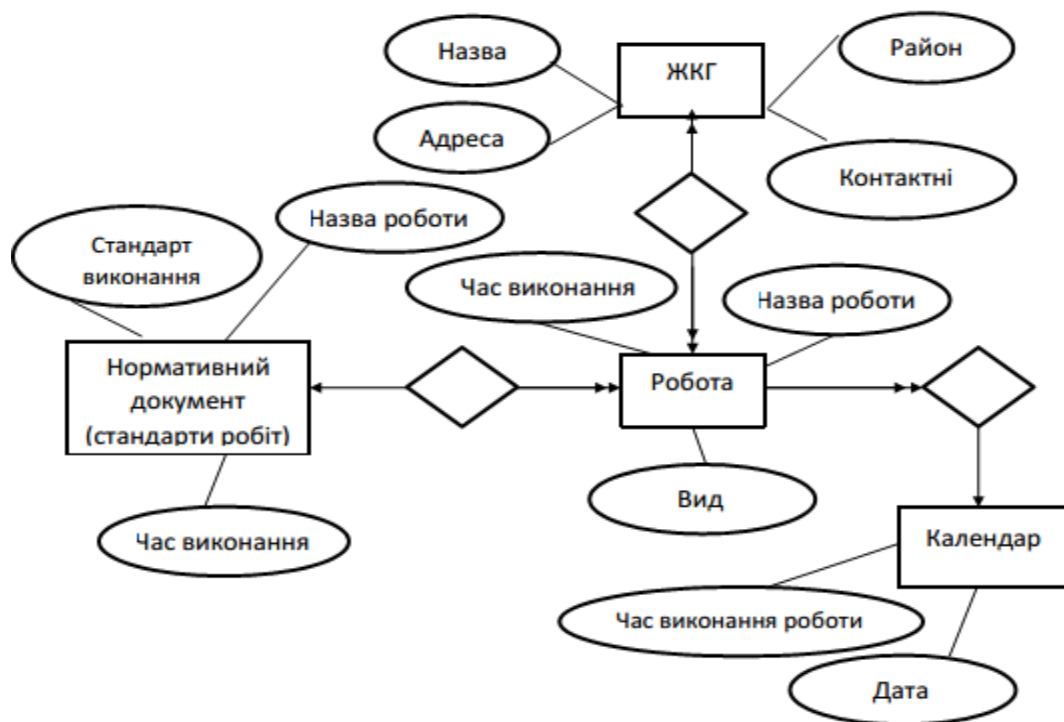 Назва
ЖКГ
Район
Адреса
Контактні
Назва роботи
Стандарт
виконання
Час виконання
Назва роботи
Нормативний
документ
(стандарти робіт)
Робота
Вид
Час виконання
Календар
Час виконання роботи
Дата